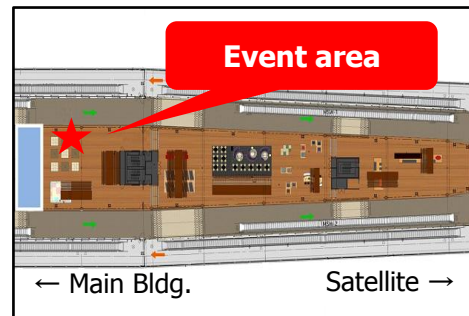 Event area
← Main Bldg.
Satellite →